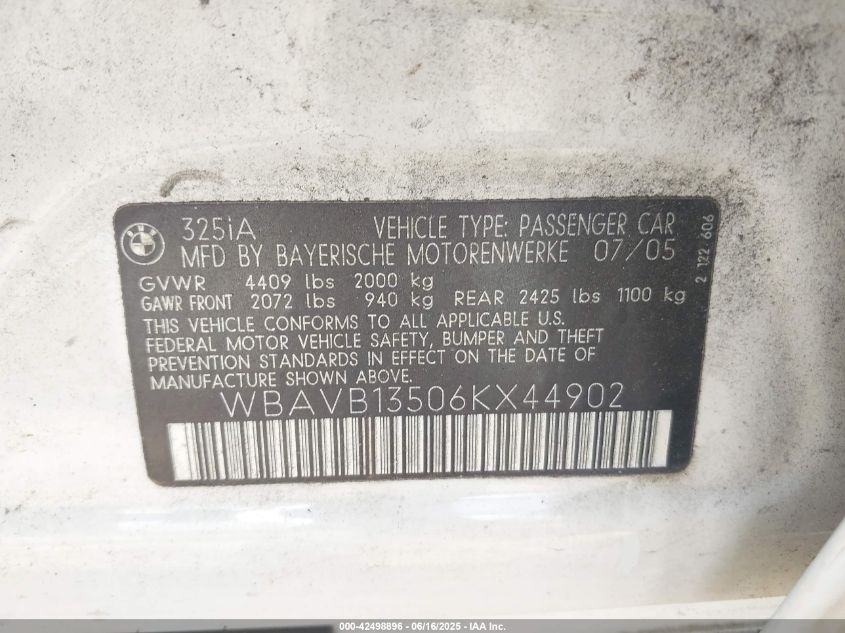 BMW
325iA VEHICLE TYPE: PASSENGER CAR
MFD BY BAYERISCHE MOTORENWERKE 07/05
GVWR 4409 lbs 2000 kg
GAWR FRONT 2072 lbs 940 kg REAR 2425 lbs 1100 kg
THIS VEHICLE CONFORMS TO ALL APPLICABLE U.S.
FEDERAL MOTOR VEHICLE SAFETY, BUMPER AND THEFT
PREVENTION STANDARDS IN EFFECT ON THE DATE OF
MANUFACTURE SHOWN ABOVE.
WBAVB13506KX44902
2 122 606
000-42498896 - 06/16/2025 - IAA Inc.